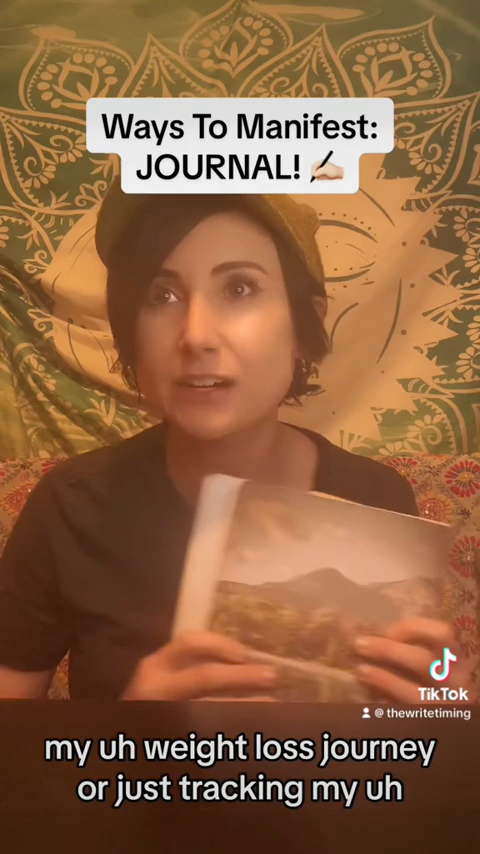 Ways To Manifest:
JOURNAL! ✍🏻
TikTok
@ thewritetiming
my uh weight loss journey
or just tracking my uh